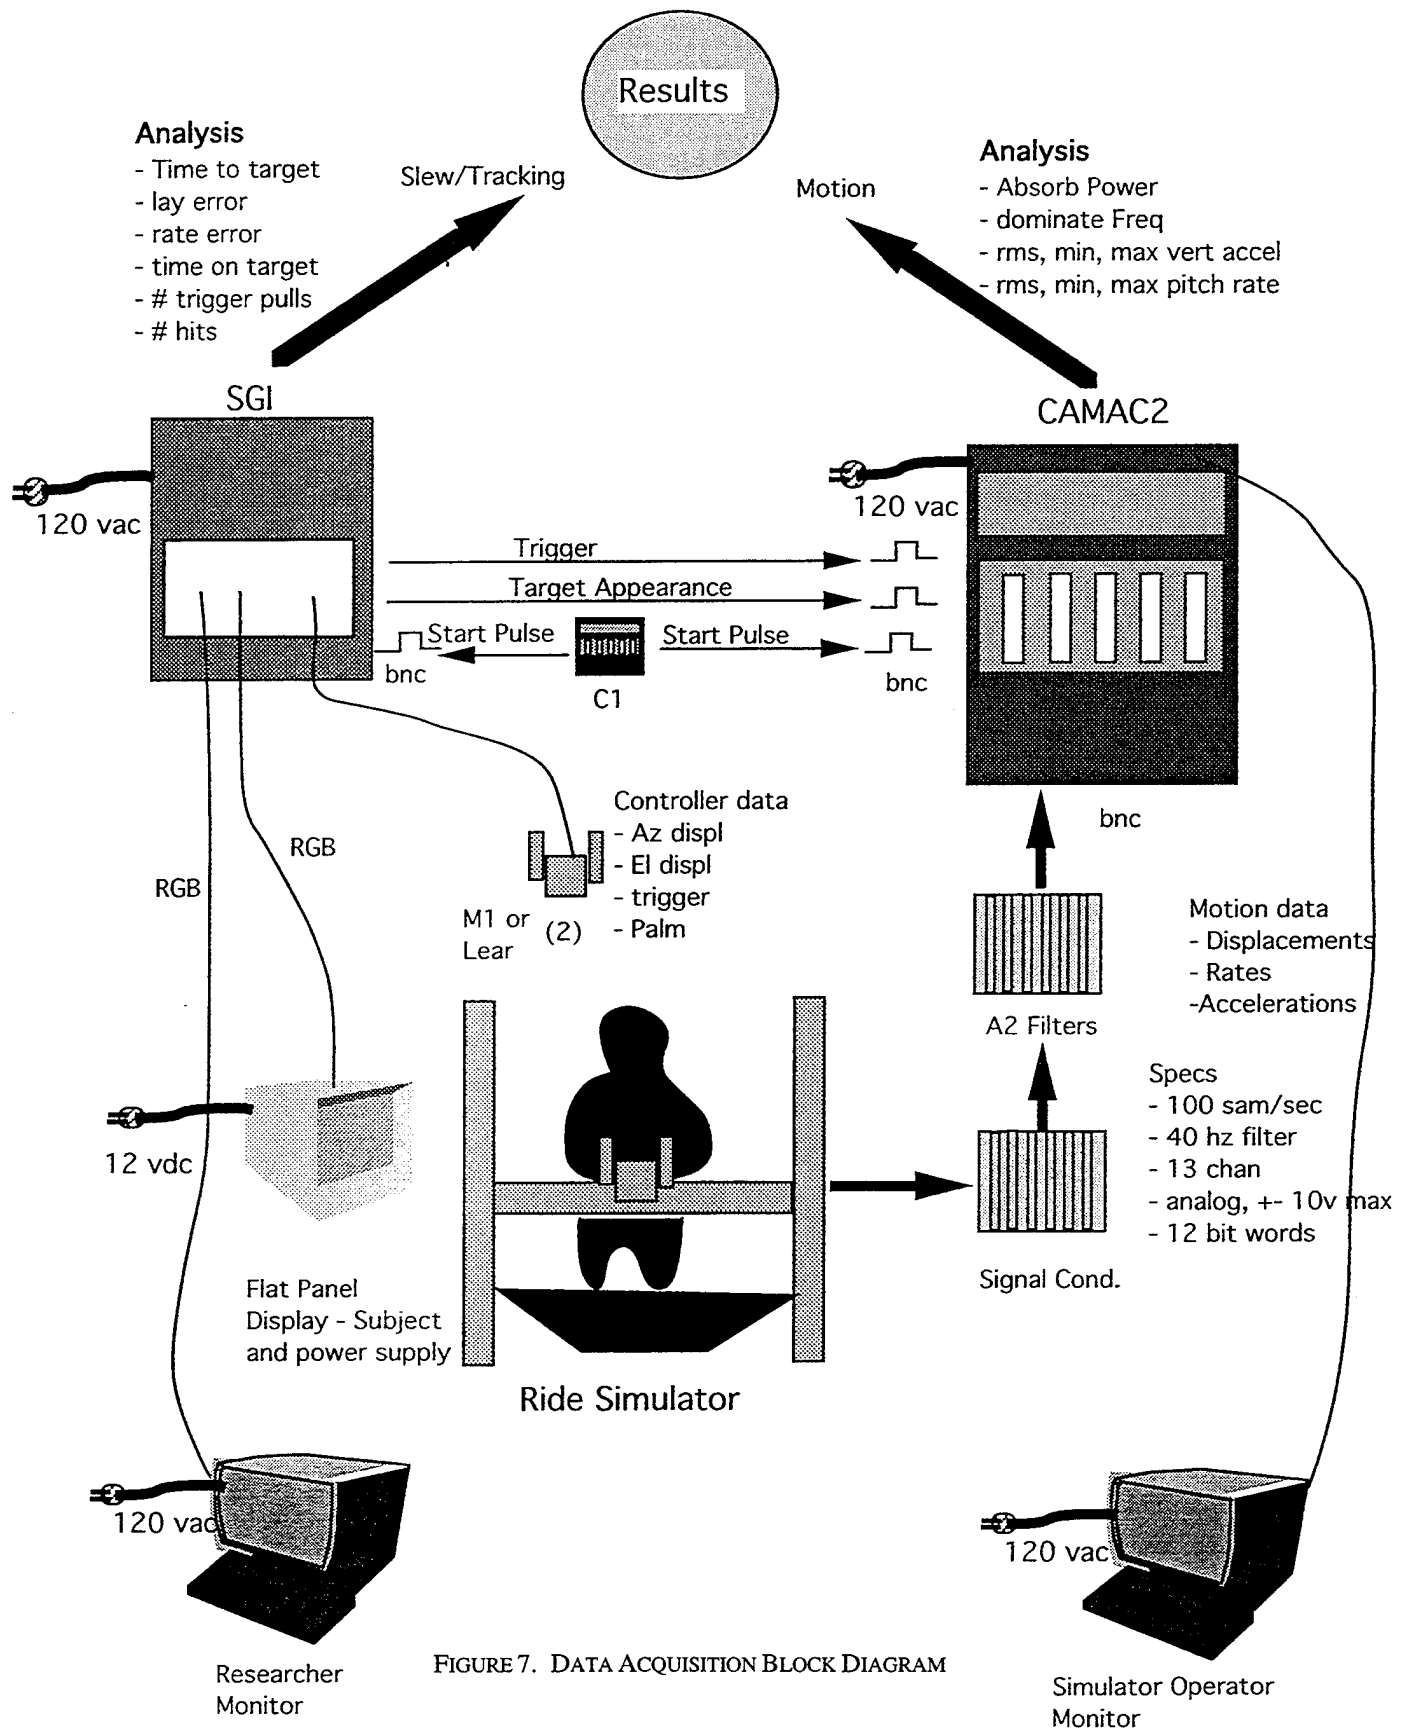 Results
Analysis
- Time to target
- lay error
- rate error
- time on target
- # trigger pulls
- # hits
Slew/Tracking
Motion
Analysis
- Absorb Power
- dominate Freq
- rms, min, max vert accel
- rms, min, max pitch rate
SGI
CAMAC2
120 vac
120 vac
Trigger
Target Appearance
Start Pulse
Start Pulse
bnc
C1
bnc
Controller data
- Az displ
- El displ
- trigger
- Palm
M1 or
Lear
(2)
RGB
RGB
bnc
Motion data
- Displacements
- Rates
-Accelerations
A2 Filters
Specs
- 100 sam/sec
- 40 hz filter
- 13 chan
- analog, +- 10v max
- 12 bit words
Signal Cond.
12 vdc
Flat Panel
Display - Subject
and power supply
Ride Simulator
120 vac
120 vac
Researcher
Monitor
FIGURE 7. DATA ACQUISITION BLOCK DIAGRAM
Simulator Operator
Monitor